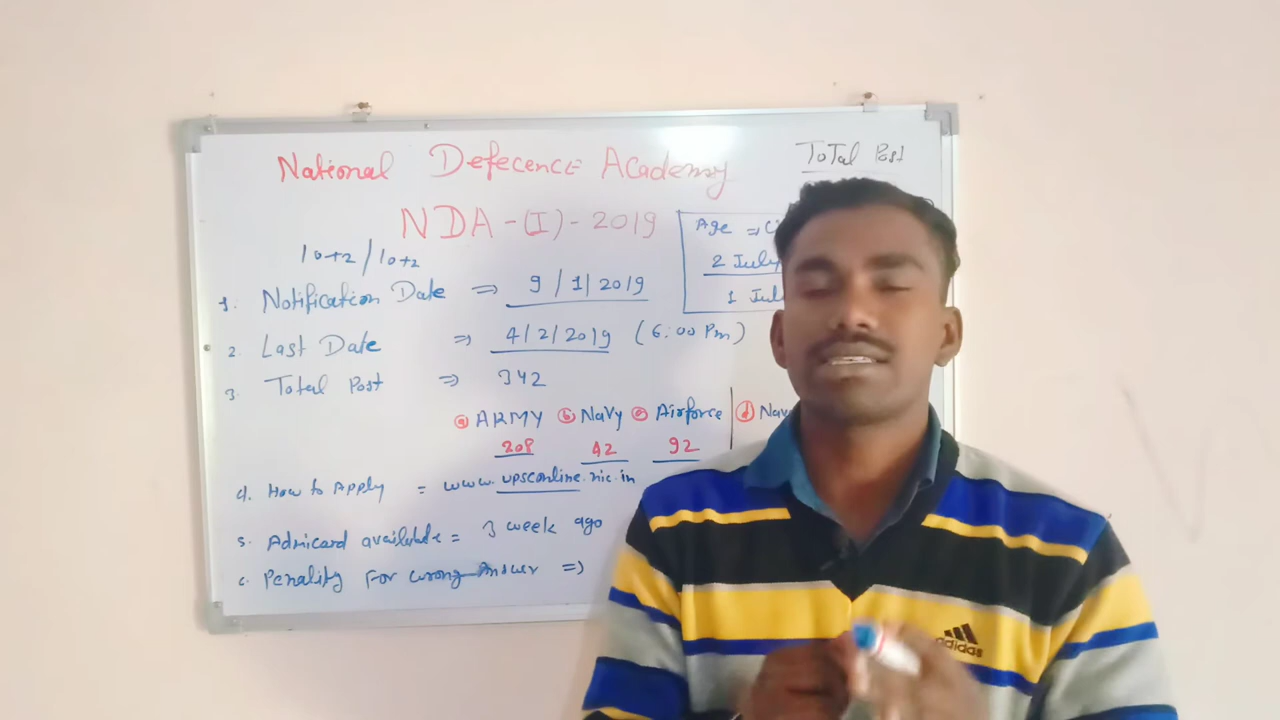 National Defecence Academy
Total Post
NDA-(I)-2019
Age =>
2 July
1 Jul
10+2/10+2
1. Notification Date => 9/1/2019
2. Last Date => 4/2/2019 (6:00 Pm)
3. Total Post => 342
a ARMY b Navy c Airforce d Nav
208 42 92
4. How to Apply = www.upsconline.nic.in
5. Admicard available = 3 week ago
6. Penality For wrong Answer =>
adidas